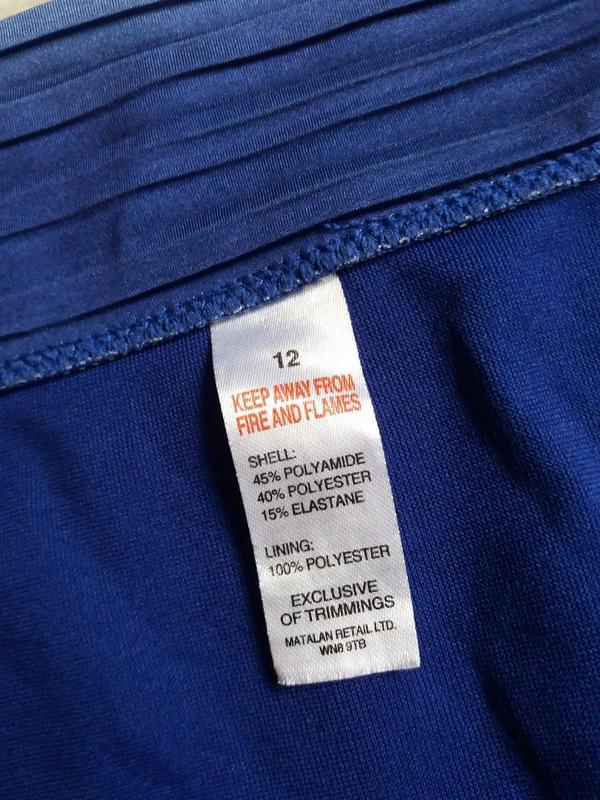 12
KEEP AWAY FROM
FIRE AND FLAMES
SHELL:
45% POLYAMIDE
40% POLYESTER
15% ELASTANE
LINING:
100% POLYESTER
EXCLUSIVE
OF TRIMMINGS
MATALAN RETAIL LTD.
WN8 9TB